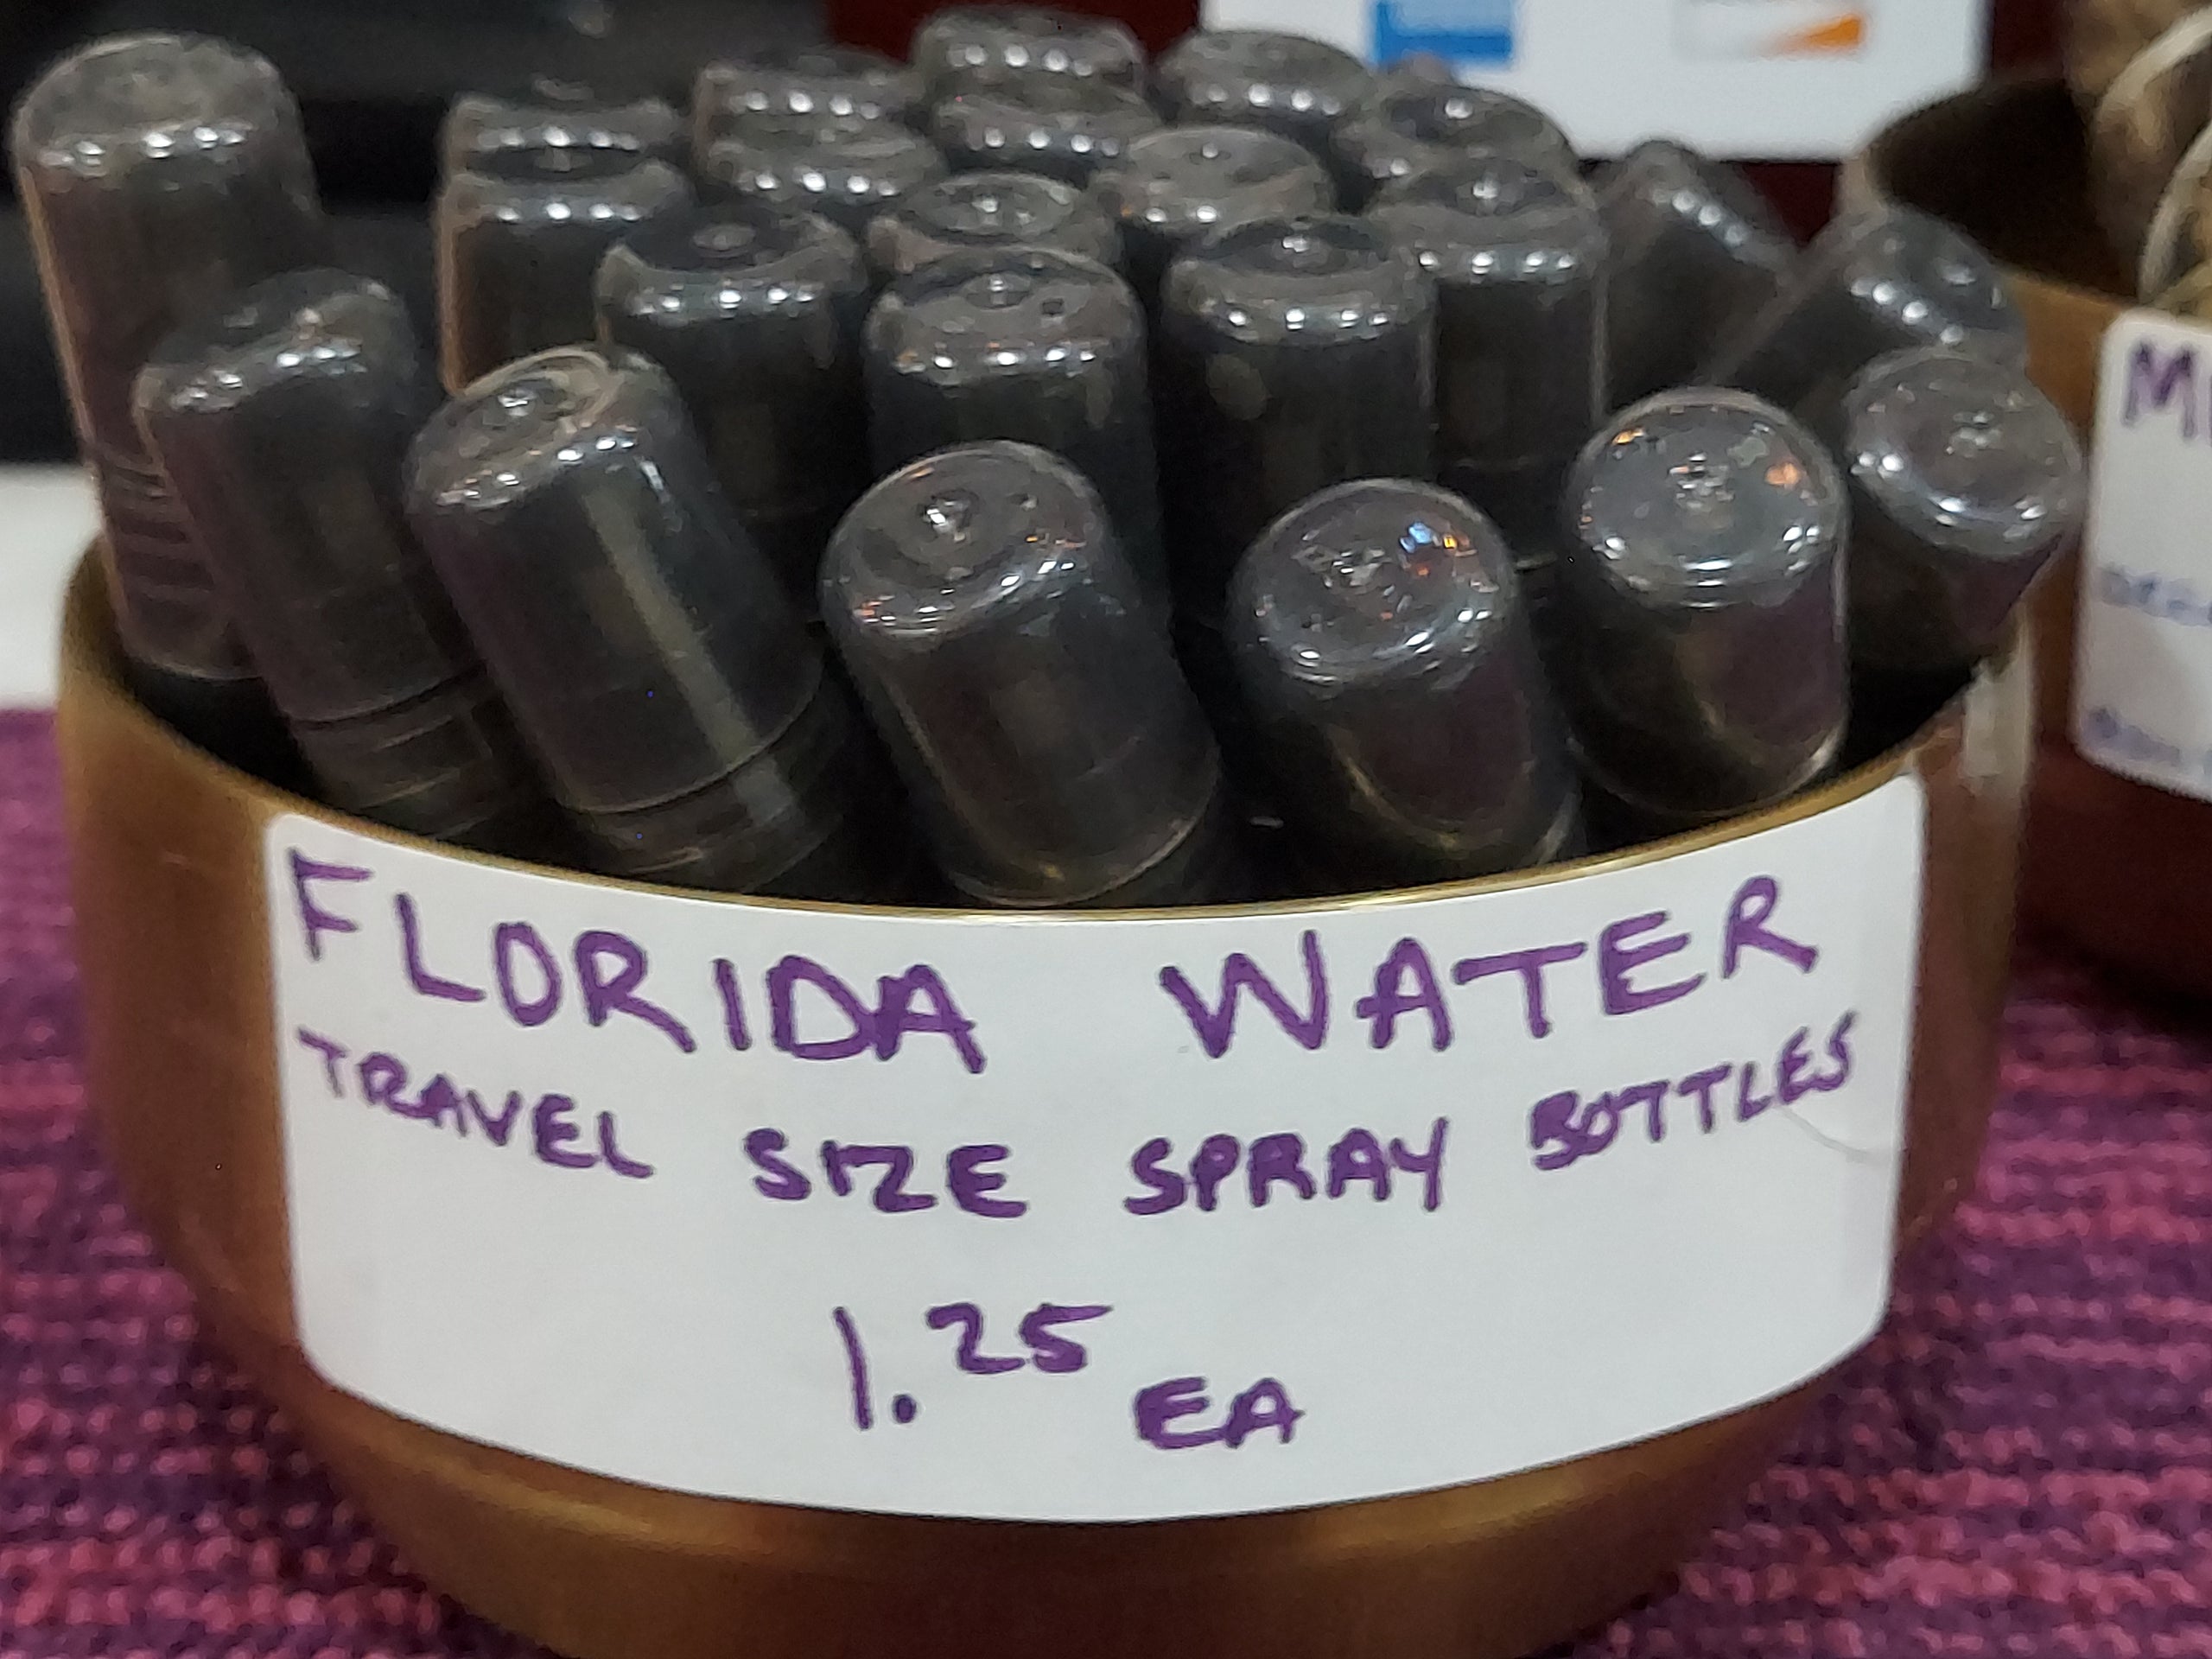 FLORIDA WATER
TRAVEL SIZE SPRAY BOTTLES
1.25 EA